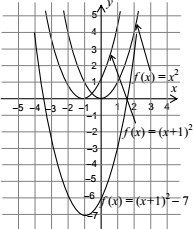 y
5
4
3
2
1
f(x) = x²
x
−5 −4 −3 −2 −1 1 2 3 4
−1
−2
f(x) = (x+1)²
−3
−4
−5
−6
f(x) = (x+1)² − 7
−7